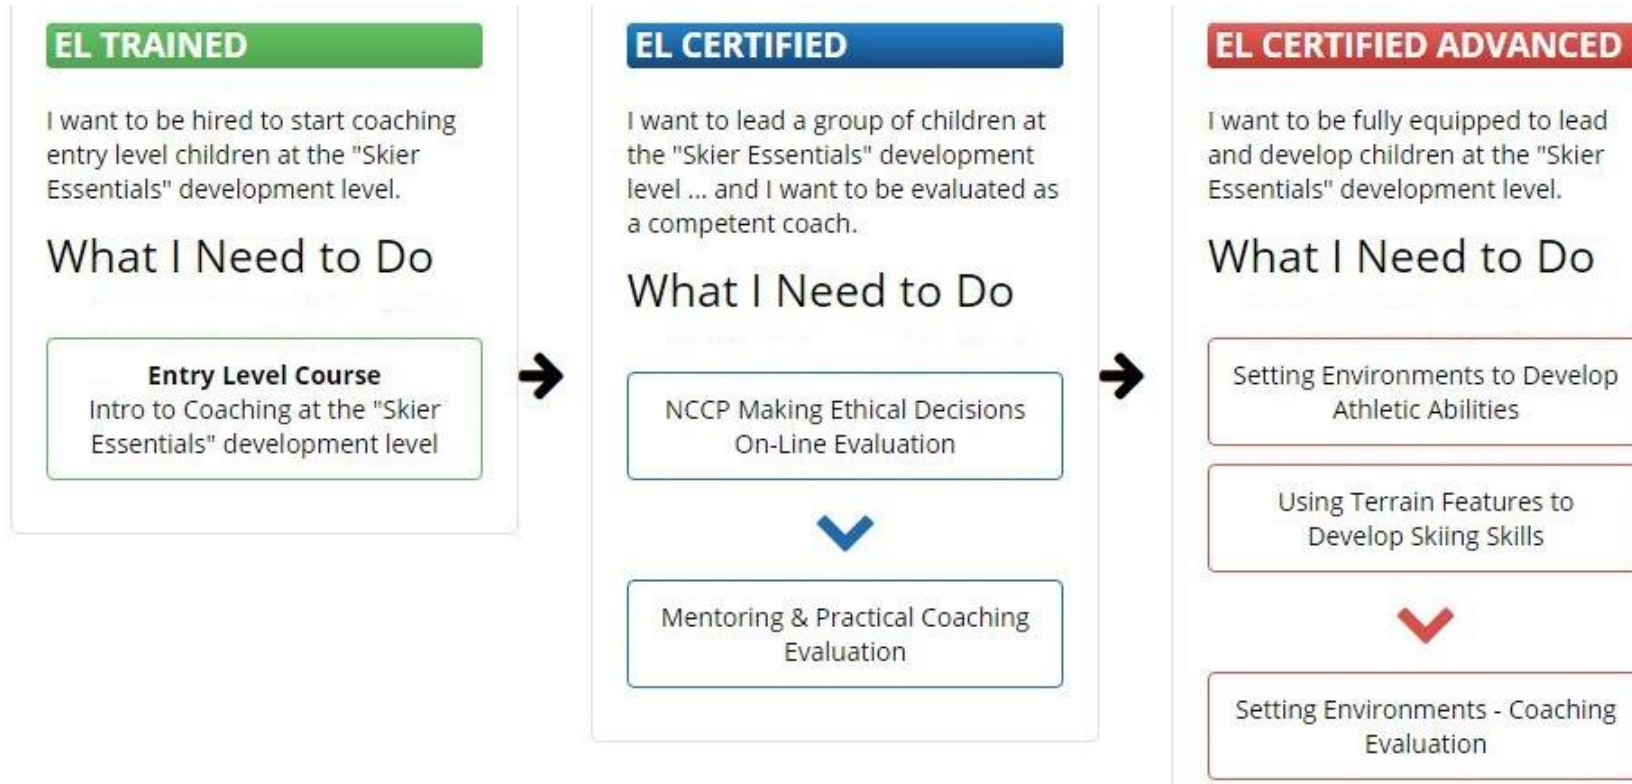 EL TRAINED
I want to be hired to start coaching
entry level children at the "Skier
Essentials" development level.
What I Need to Do
Entry Level Course
Intro to Coaching at the "Skier
Essentials" development level
EL CERTIFIED
I want to lead a group of children at
the "Skier Essentials" development
level ... and I want to be evaluated as
a competent coach.
What I Need to Do
NCCP Making Ethical Decisions
On-Line Evaluation
Mentoring & Practical Coaching
Evaluation
EL CERTIFIED ADVANCED
I want to be fully equipped to lead
and develop children at the "Skier
Essentials" development level.
What I Need to Do
Setting Environments to Develop
Athletic Abilities
Using Terrain Features to
Develop Skiing Skills
Setting Environments - Coaching
Evaluation